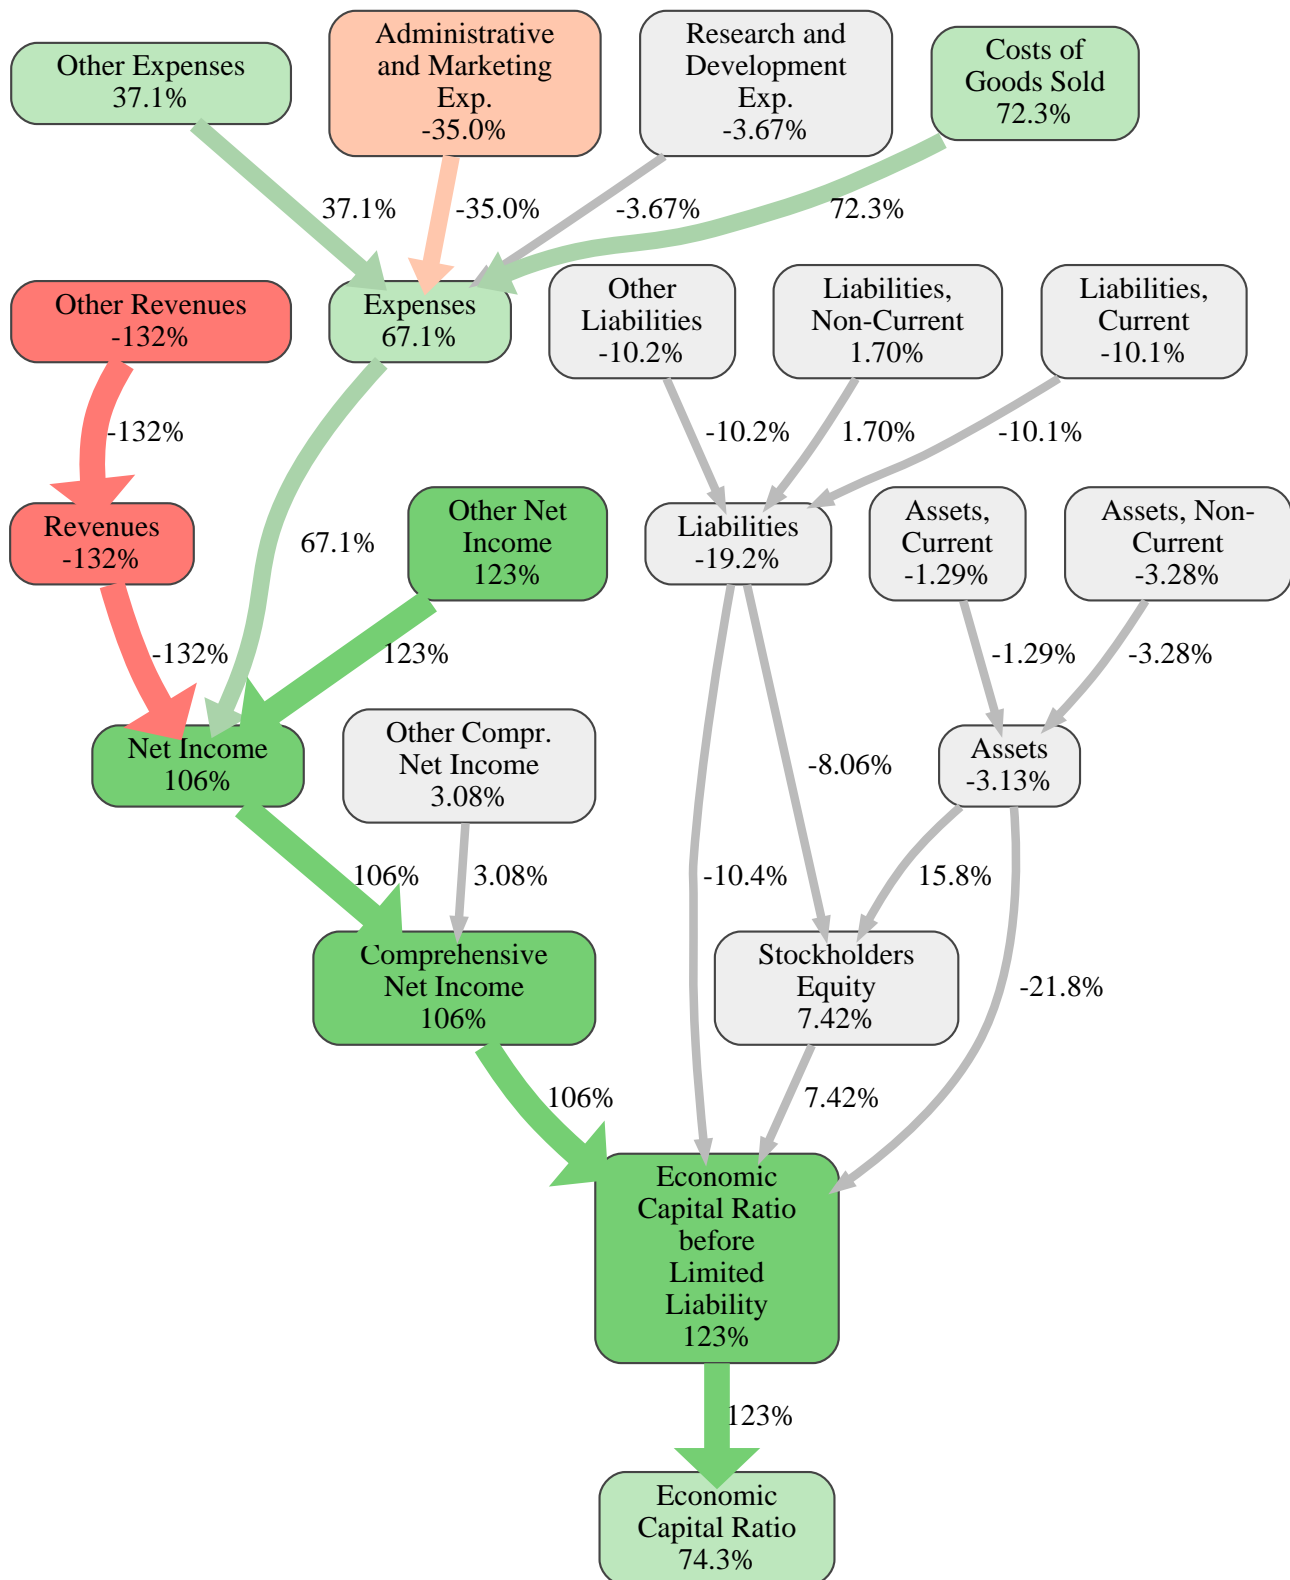 Other Expenses
37.1%
Administrative
and Marketing
Exp.
-35.0%
Research and
Development
Exp.
-3.67%
Costs of
Goods Sold
72.3%
37.1%
-35.0%
-3.67%
72.3%
Other Revenues
-132%
Expenses
67.1%
Other
Liabilities
-10.2%
Liabilities,
Non-Current
1.70%
Liabilities,
Current
-10.1%
-132%
-10.2%
1.70%
-10.1%
Revenues
-132%
67.1%
Other Net
Income
123%
Liabilities
-19.2%
Assets,
Current
-1.29%
Assets, Non-
Current
-3.28%
-132%
123%
-1.29%
-3.28%
Net Income
106%
Other Compr.
Net Income
3.08%
-8.06%
Assets
-3.13%
106%
3.08%
-10.4%
15.8%
Comprehensive
Net Income
106%
Stockholders
Equity
7.42%
-21.8%
106%
7.42%
Economic
Capital Ratio
before
Limited
Liability
123%
123%
Economic
Capital Ratio
74.3%